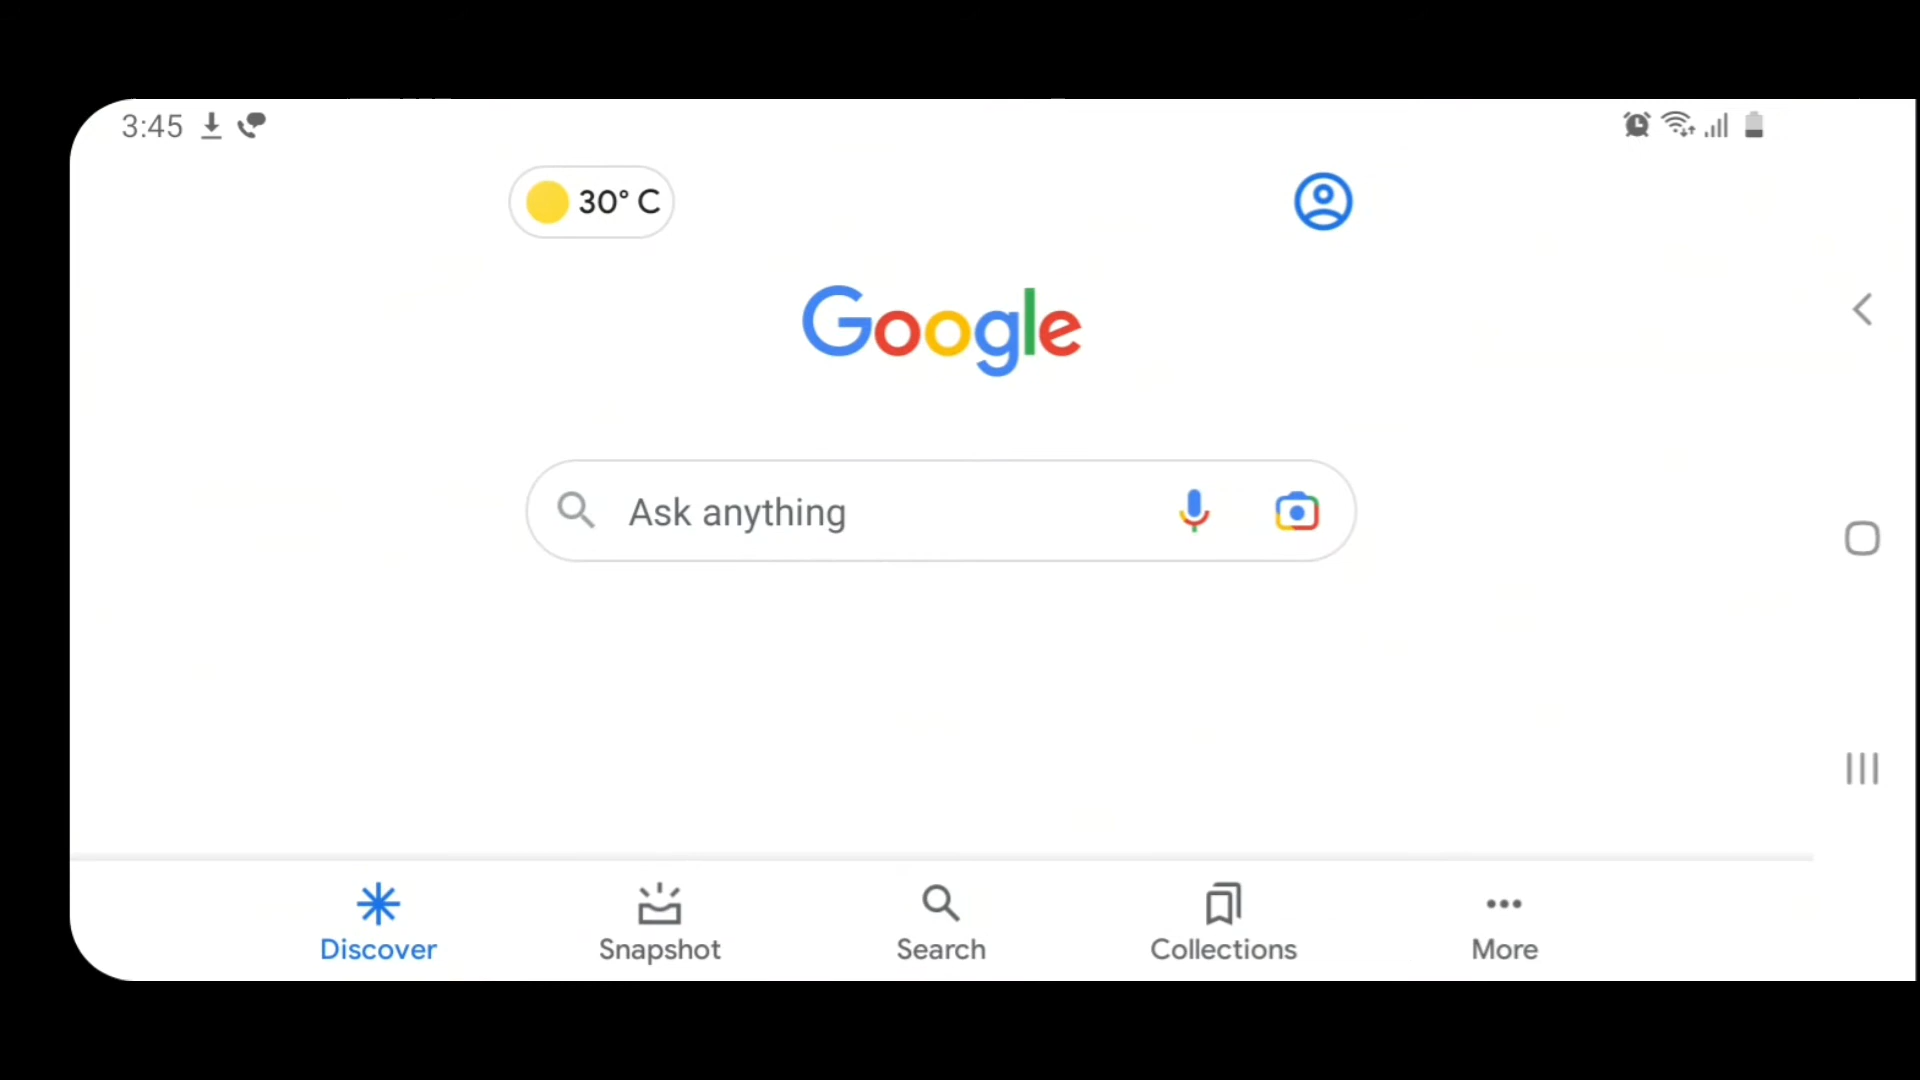 3:45
30° C
Google
Ask anything
Discover
Snapshot
Search
Collections
More